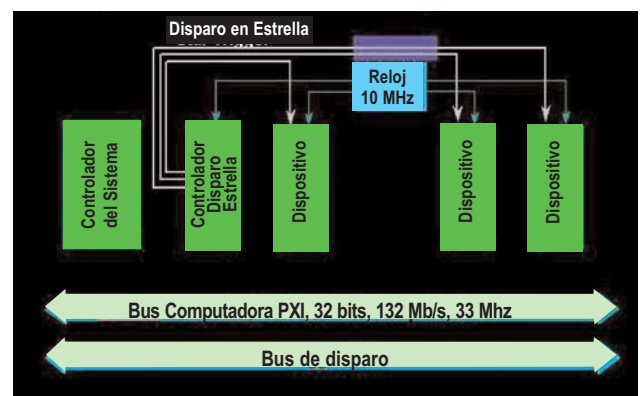 Disparo en Estrella
Reloj
10 MHz
Controlador
del Sistema
Controlador
Disparo
Estrella
Dispositivo
Dispositivo
Dispositivo
Bus Computadora PXI, 32 bits, 132 Mb/s, 33 Mhz
Bus de disparo